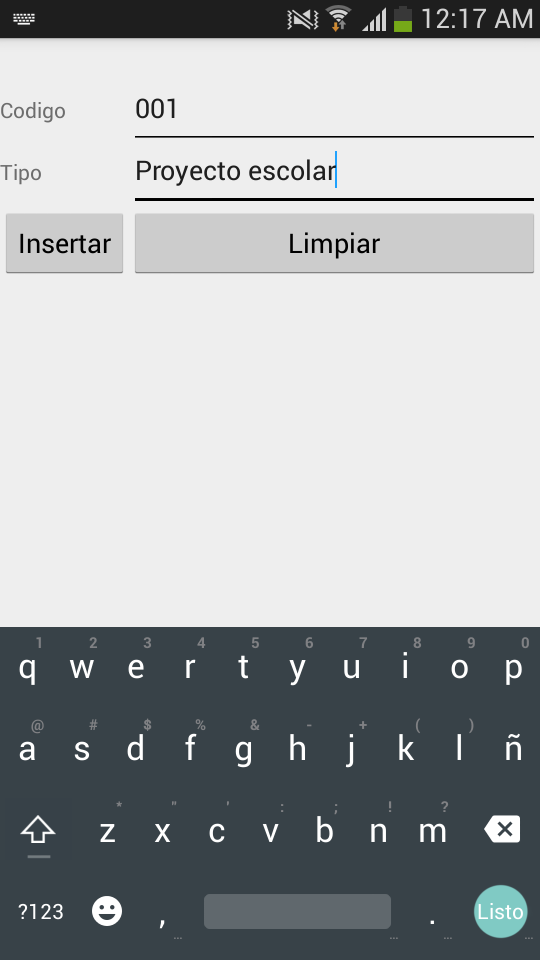 12:17 AM
Codigo 001
Tipo Proyecto escolar
Insertar Limpiar
1 2 3 4 5 6 7 8 9 0
q w e r t y u i o p
@ # $ % & - + ( )
a s d f g h j k l ñ
* " ' : ; ! ?
z x c v b n m
?123 , . Listo